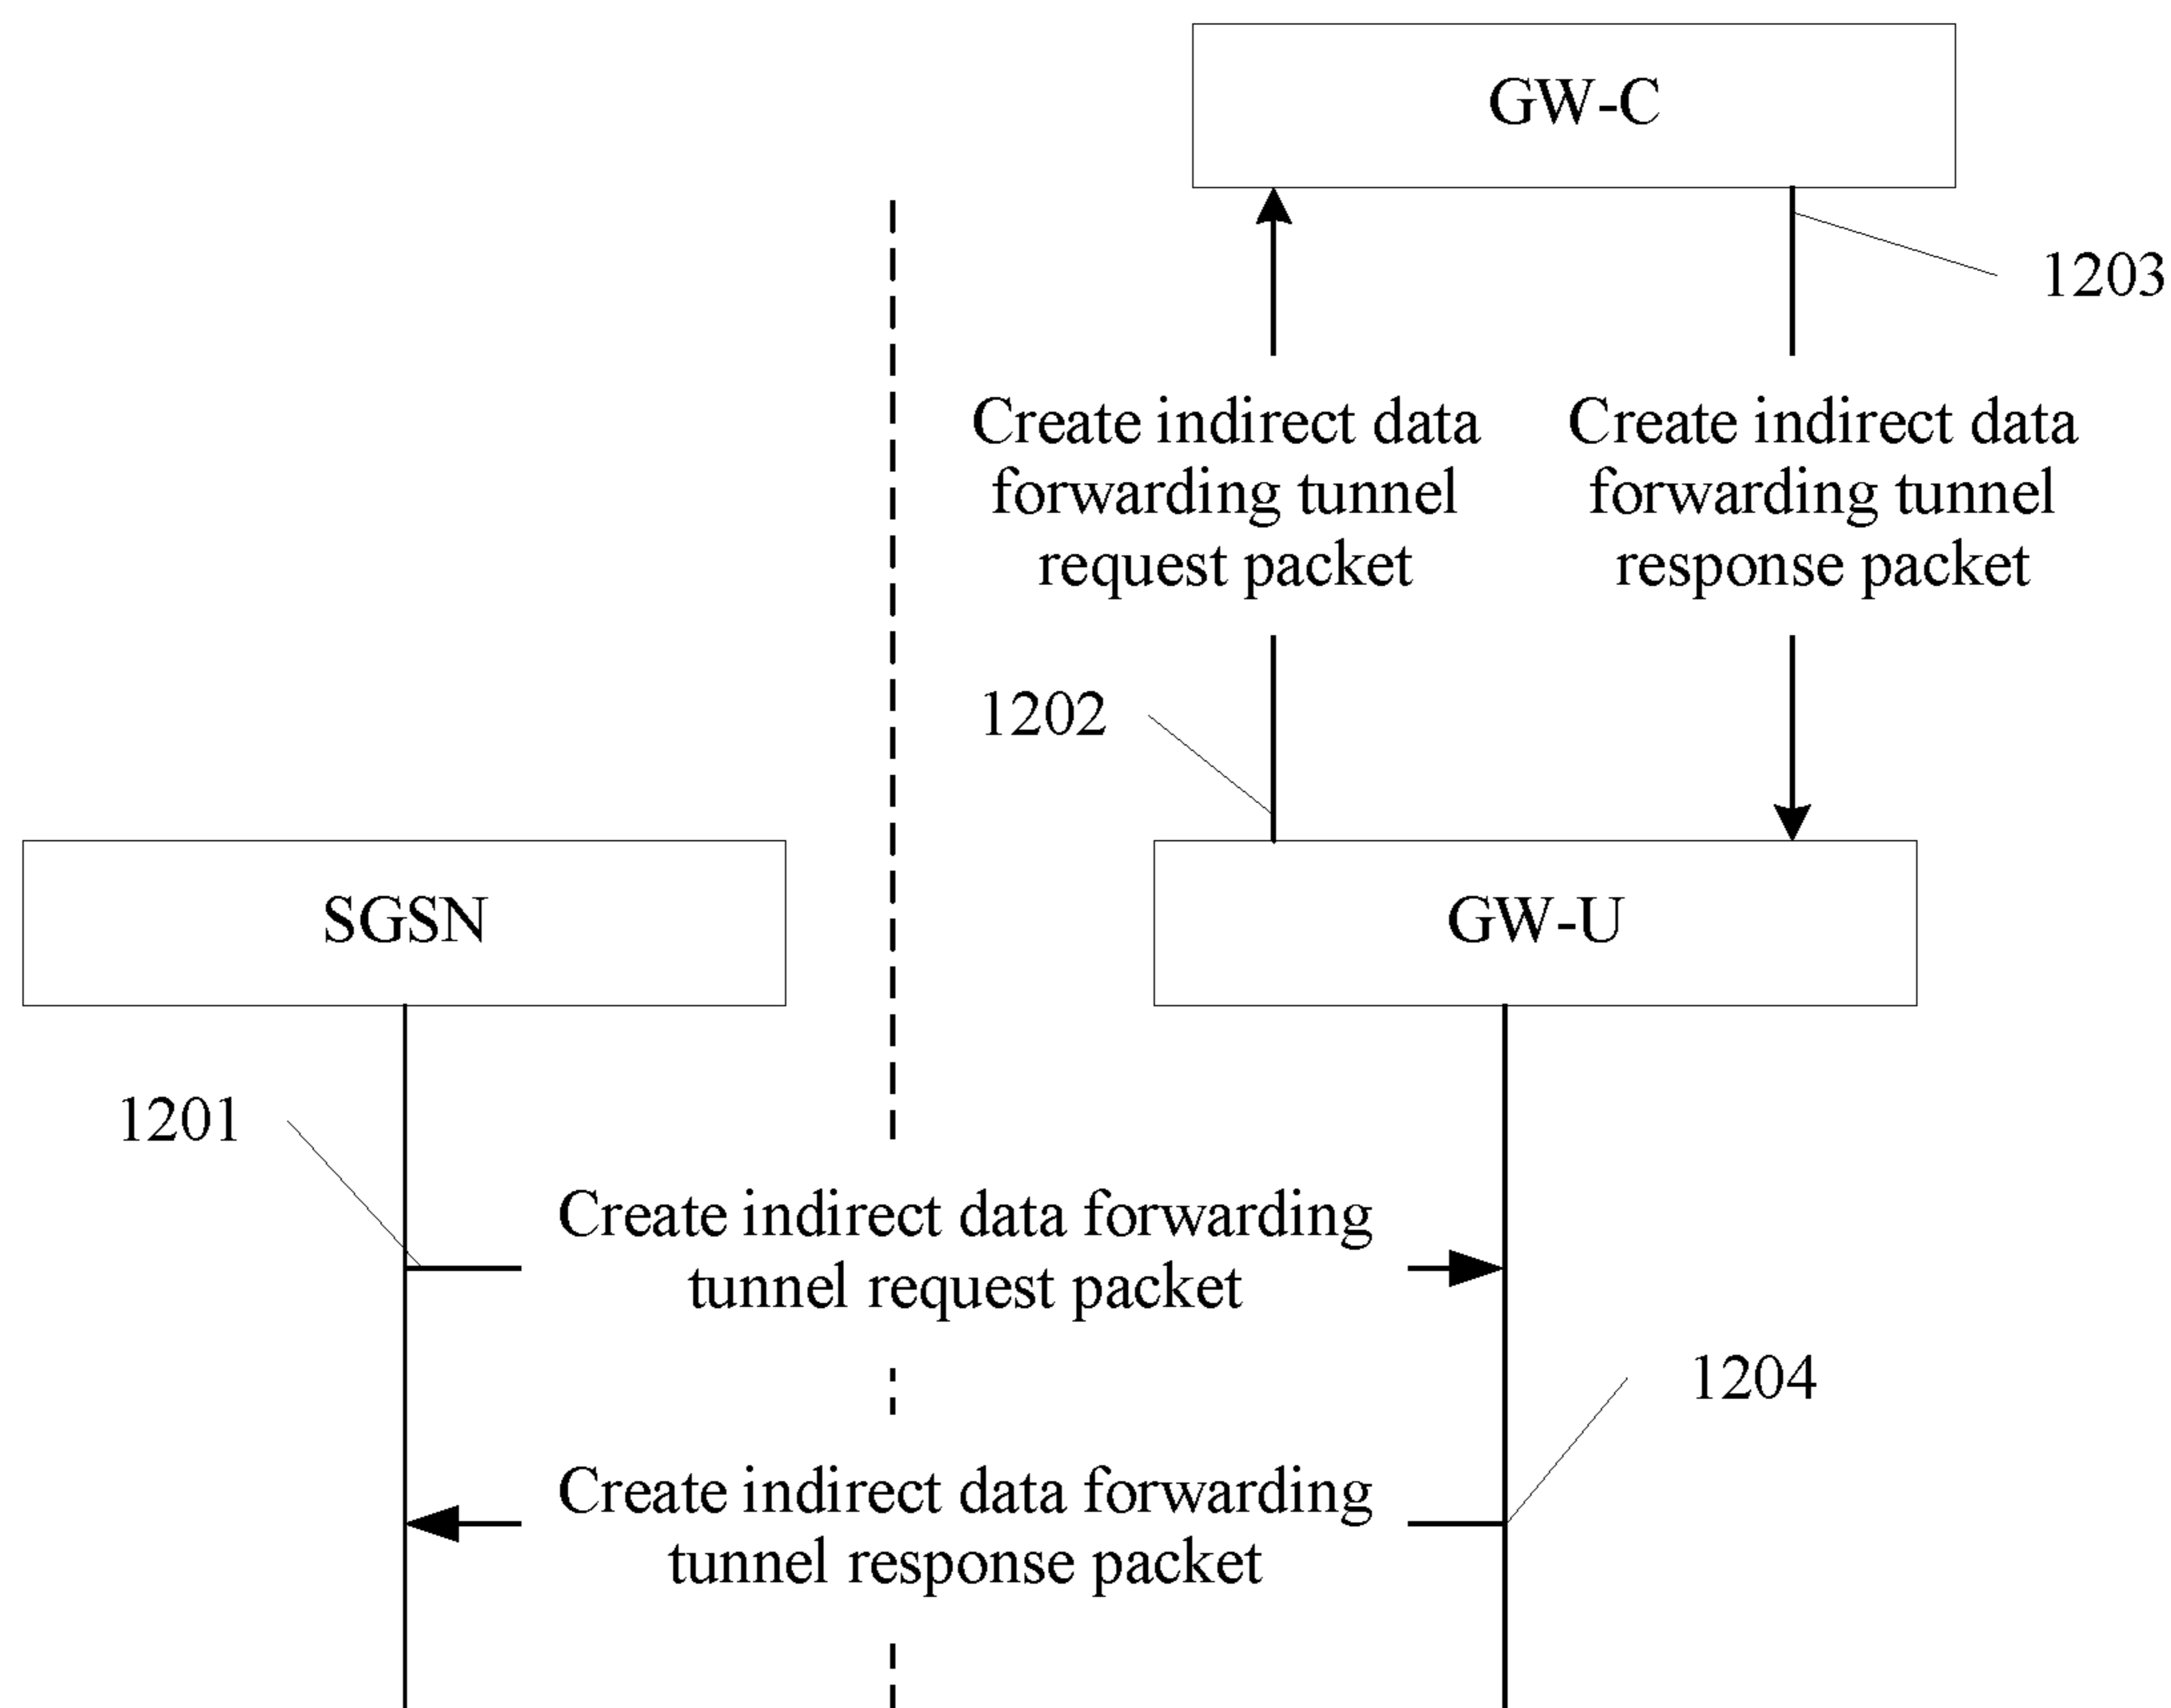 GW-C
1203
Create indirect data
forwarding tunnel
request packet
Create indirect data
forwarding tunnel
response packet
1202
SGSN
GW-U
1201
Create indirect data forwarding
tunnel request packet
1204
Create indirect data forwarding
tunnel response packet